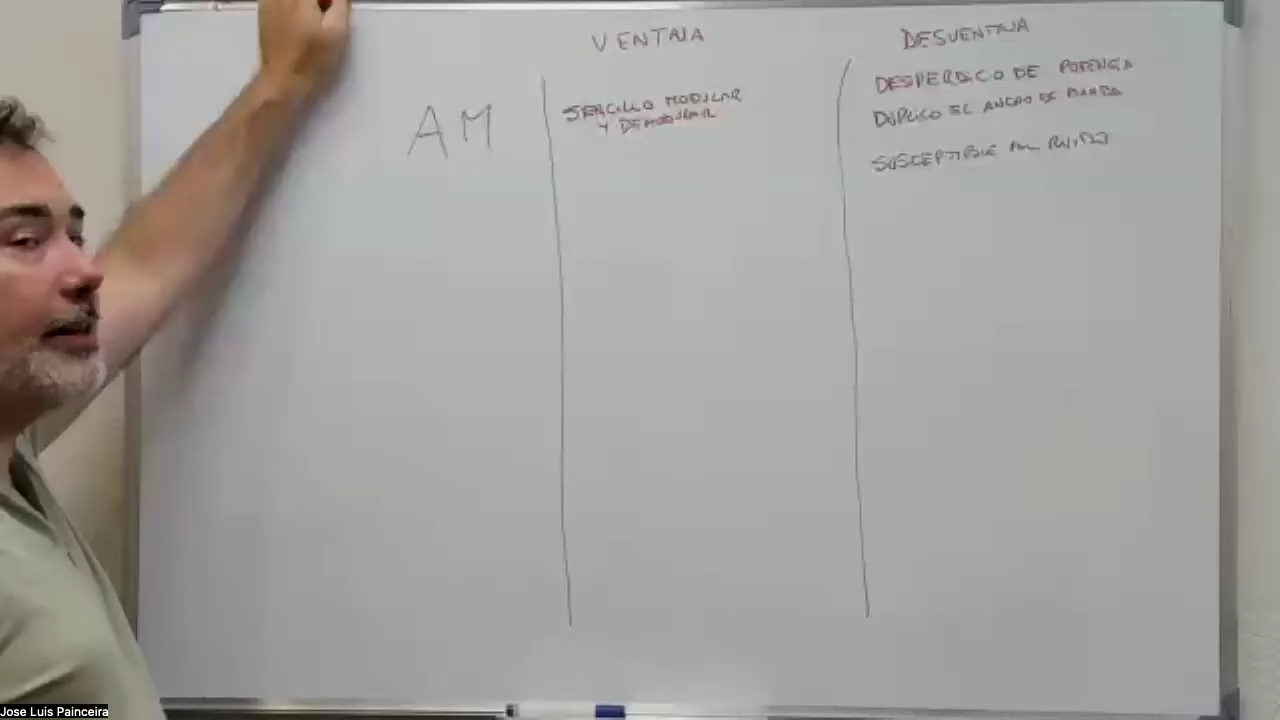 VENTAJA
DESVENTAJA
AM
SENCILLO MODULAR
Y DEMODULAR
DESPERDICO DE POTENCIA
DUPLICO EL ANCHO DE BANDA
SUSCEPTIBLE AL RUIDO
Jose Luis Painceira